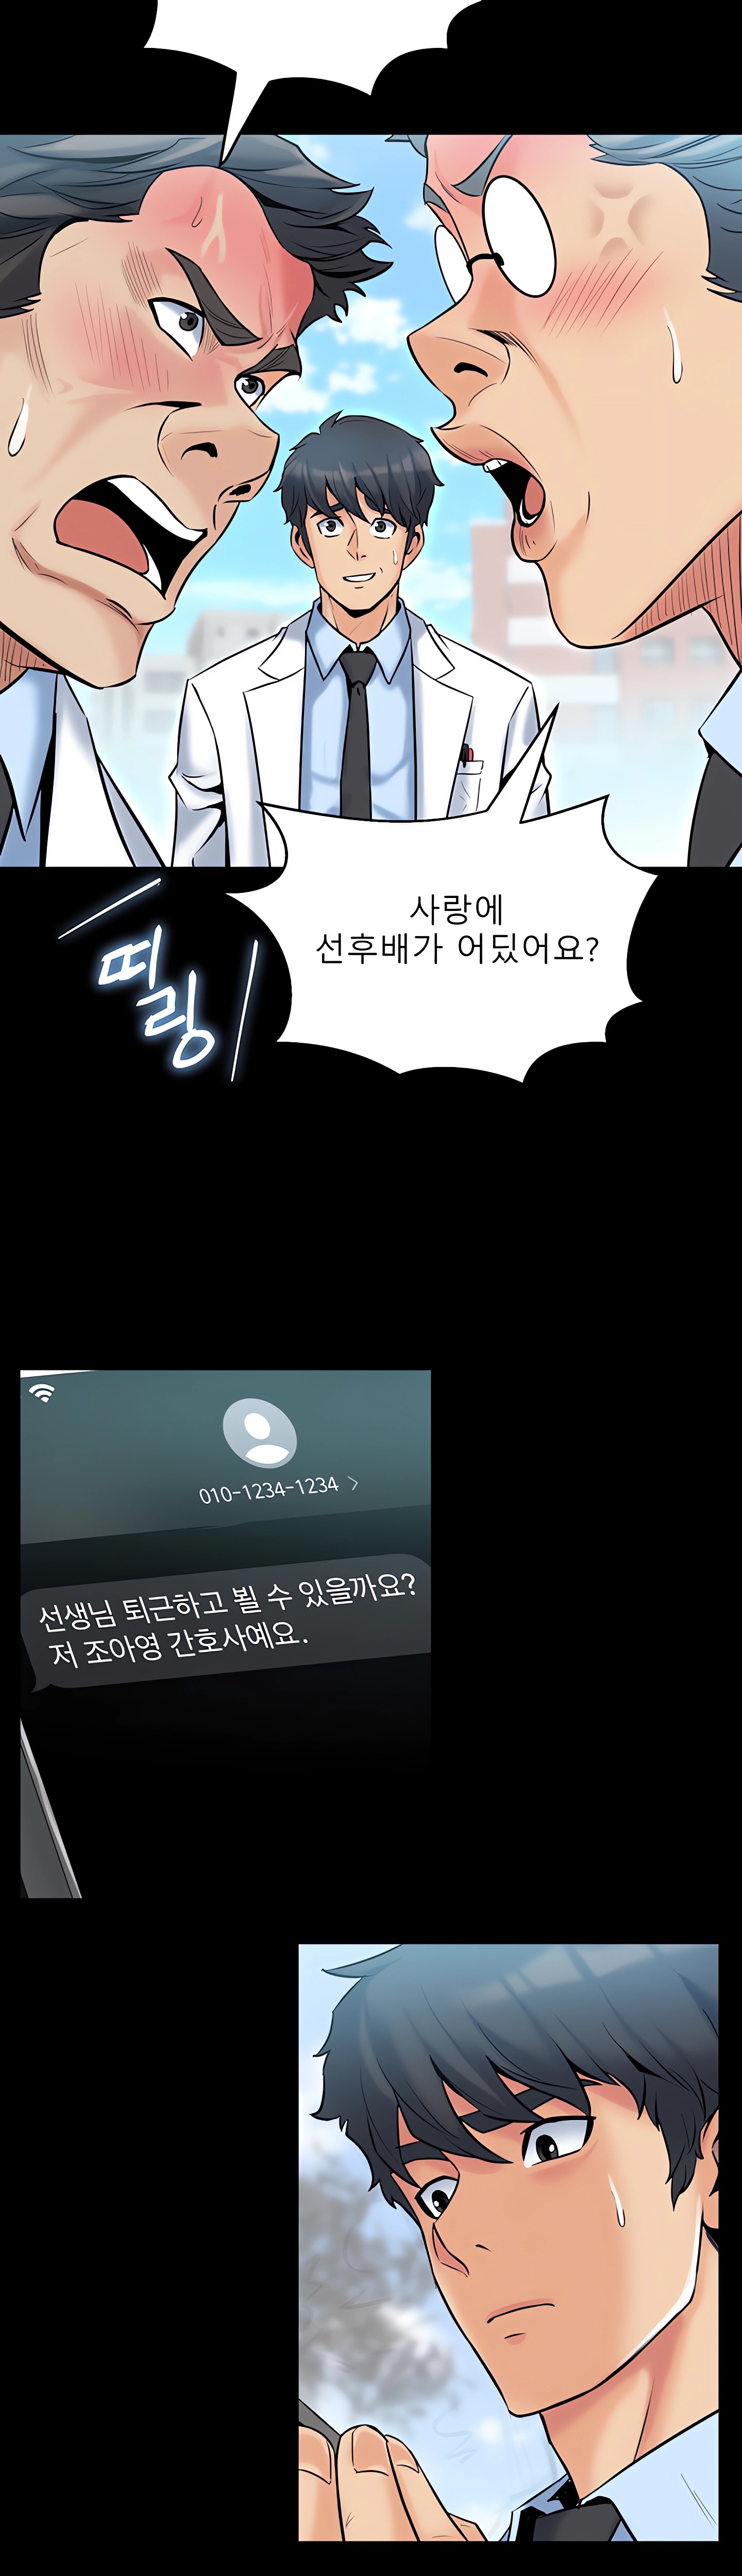 사랑에
선후배가 어딨어요?
띠링
010-1234-1234 >
선생님 퇴근하고 뵐 수 있을까요?
저 조아영 간호사예요.